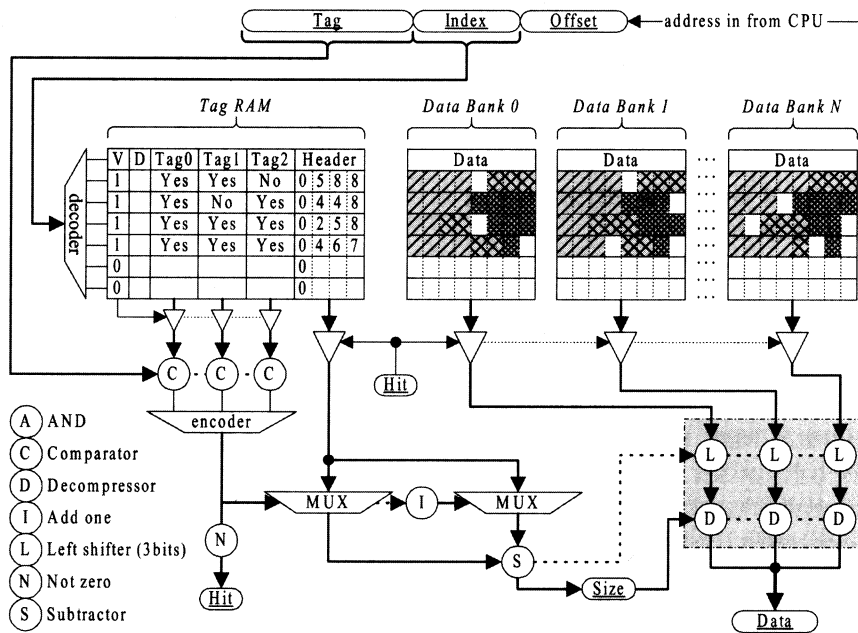 Tag Index Offset address in from CPU
Tag RAM Data Bank 0 Data Bank 1 Data Bank N
V D Tag0 Tag1 Tag2 Header Data Data Data
1 Yes Yes No 0 5 8 8
1 Yes No Yes 0 4 4 8
1 Yes Yes Yes 0 2 5 8
1 Yes Yes Yes 0 4 6 7
0 0
0 0
decoder
C C C
Hit
encoder
A AND
C Comparator
D Decompressor
I Add one
L Left shifter (3bits)
N Not zero
S Subtractor
L L L
MUX I MUX
D D D
N
S
Hit
Size
Data